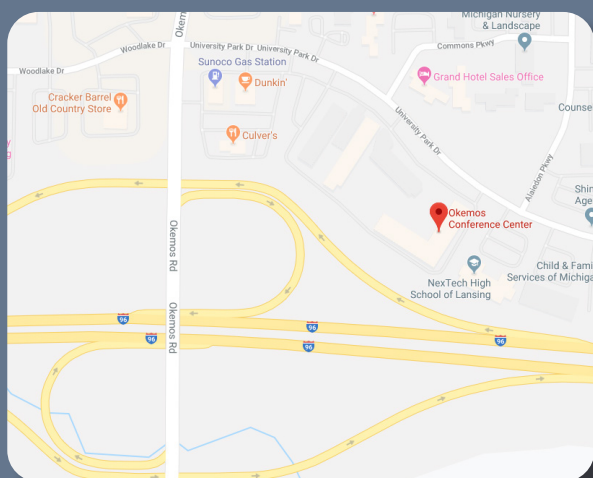 Michigan Nursery
& Landscape
Okem
Woodlake Dr
University Park Dr
University Park Dr
Commons Pkwy
Sunoco Gas Station
Woodlake Dr
Grand Hotel Sales Office
Dunkin'
Cracker Barrel
Old Country Store
Counse
University Park Dr
Culver's
Alaiedon Pkwy
Shin
Age
Okemos
Conference Center
Okemos Rd
Child & Fami
Services of Michiga
NexTech High
School of Lansing
Okemos Rd
96
96
96
96
96